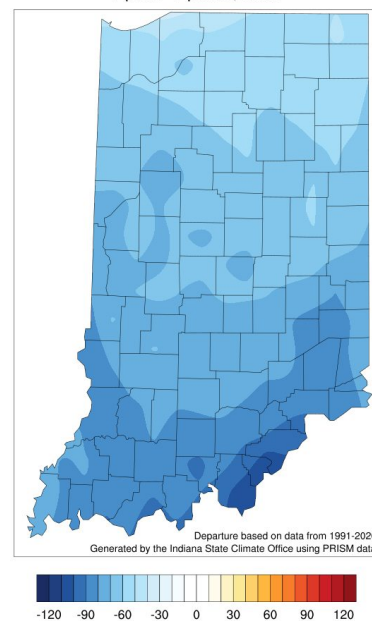 Departure based on data from 1991-202
Generated by the Indiana State Climate Office using PRISM dat
-120 -90 -60 -30 0 30 60 90 120